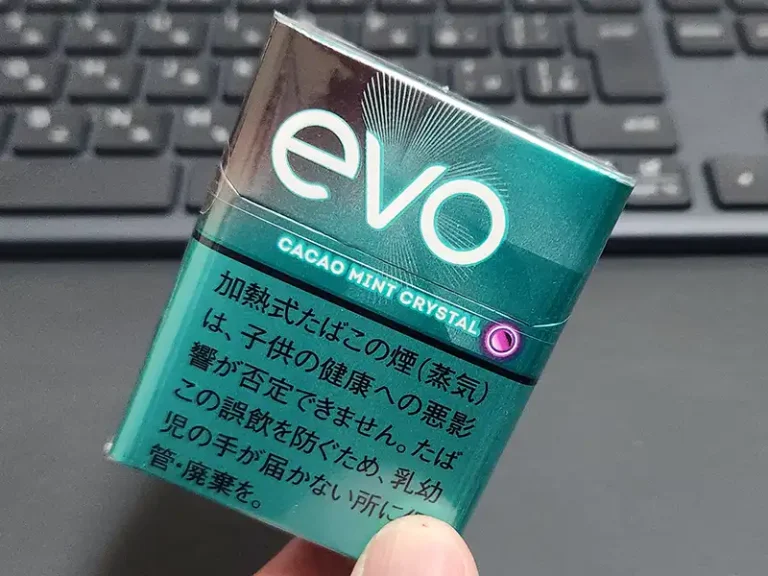 evo
CACAO MINT CRYSTAL
加熱式たばこの煙(蒸気)
は、子供の健康への悪影
響が否定できません。たば
この誤飲を防ぐため、乳幼
児の手が届かない所に
管・廃棄を。